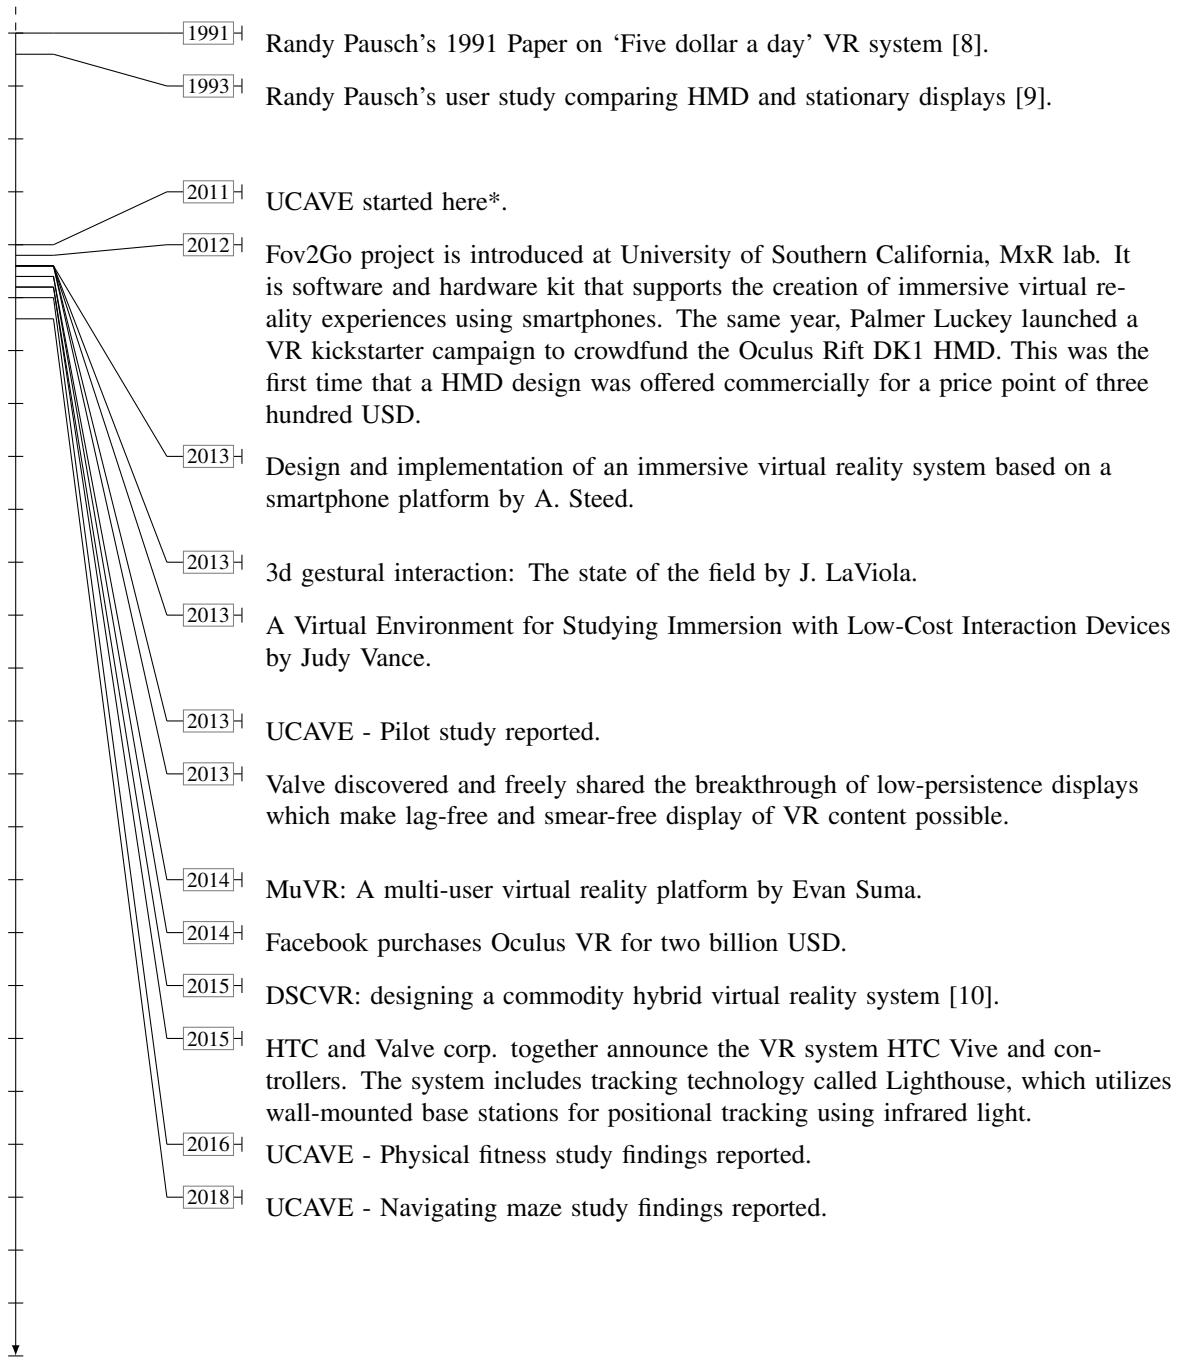 1991
Randy Pausch's 1991 Paper on ‘Five dollar a day’ VR system [8].
1993
Randy Pausch's user study comparing HMD and stationary displays [9].
2011
UCAVE started here*.
2012
Fov2Go project is introduced at University of Southern California, MxR lab. It
is software and hardware kit that supports the creation of immersive virtual re-
ality experiences using smartphones. The same year, Palmer Luckey launched a
VR kickstarter campaign to crowdfund the Oculus Rift DK1 HMD. This was the
first time that a HMD design was offered commercially for a price point of three
hundred USD.
2013
Design and implementation of an immersive virtual reality system based on a
smartphone platform by A. Steed.
2013
3d gestural interaction: The state of the field by J. LaViola.
2013
A Virtual Environment for Studying Immersion with Low-Cost Interaction Devices
by Judy Vance.
2013
UCAVE - Pilot study reported.
2013
Valve discovered and freely shared the breakthrough of low-persistence displays
which make lag-free and smear-free display of VR content possible.
2014
MuVR: A multi-user virtual reality platform by Evan Suma.
2014
Facebook purchases Oculus VR for two billion USD.
2015
DSCVR: designing a commodity hybrid virtual reality system [10].
2015
HTC and Valve corp. together announce the VR system HTC Vive and con-
trollers. The system includes tracking technology called Lighthouse, which utilizes
wall-mounted base stations for positional tracking using infrared light.
2016
UCAVE - Physical fitness study findings reported.
2018
UCAVE - Navigating maze study findings reported.